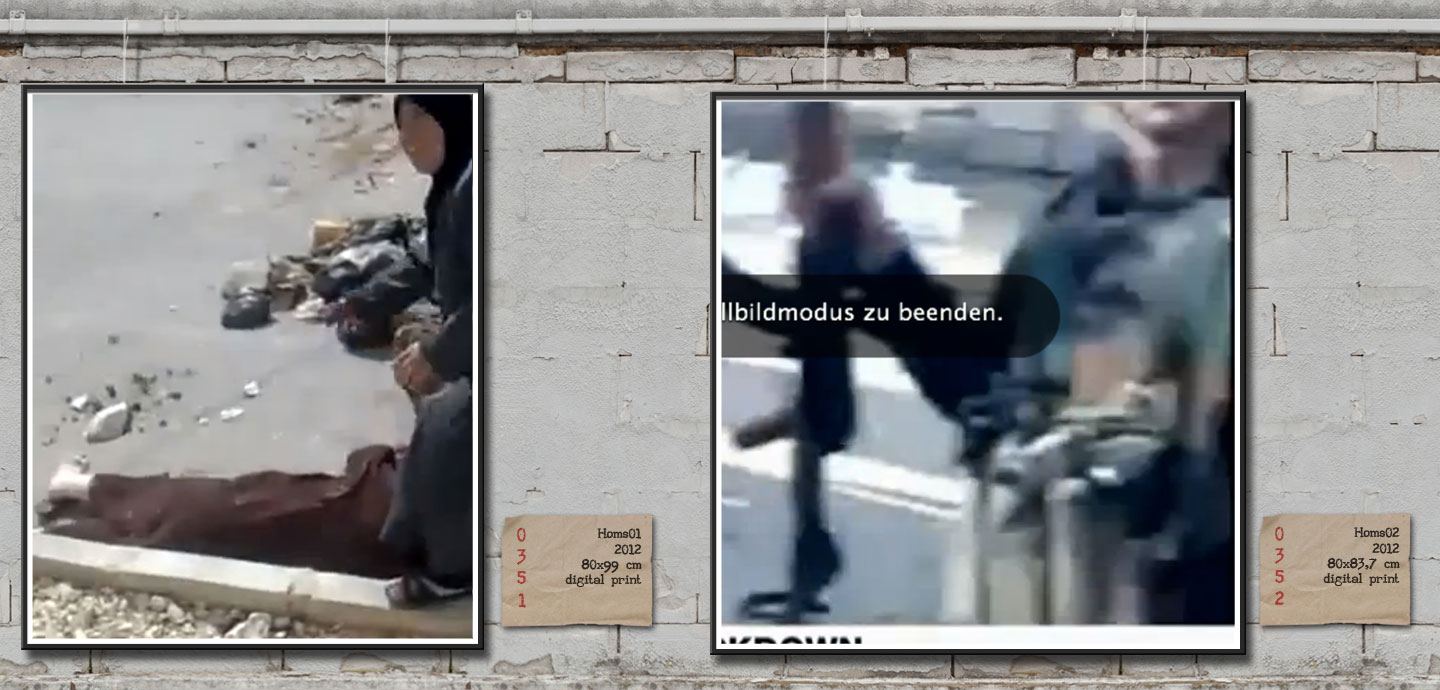 0
3
5
1
Homs01
2012
80x99 cm
digital print
llbildmodus zu beenden.
0
3
5
2
Homs02
2012
80x83,7 cm
digital print